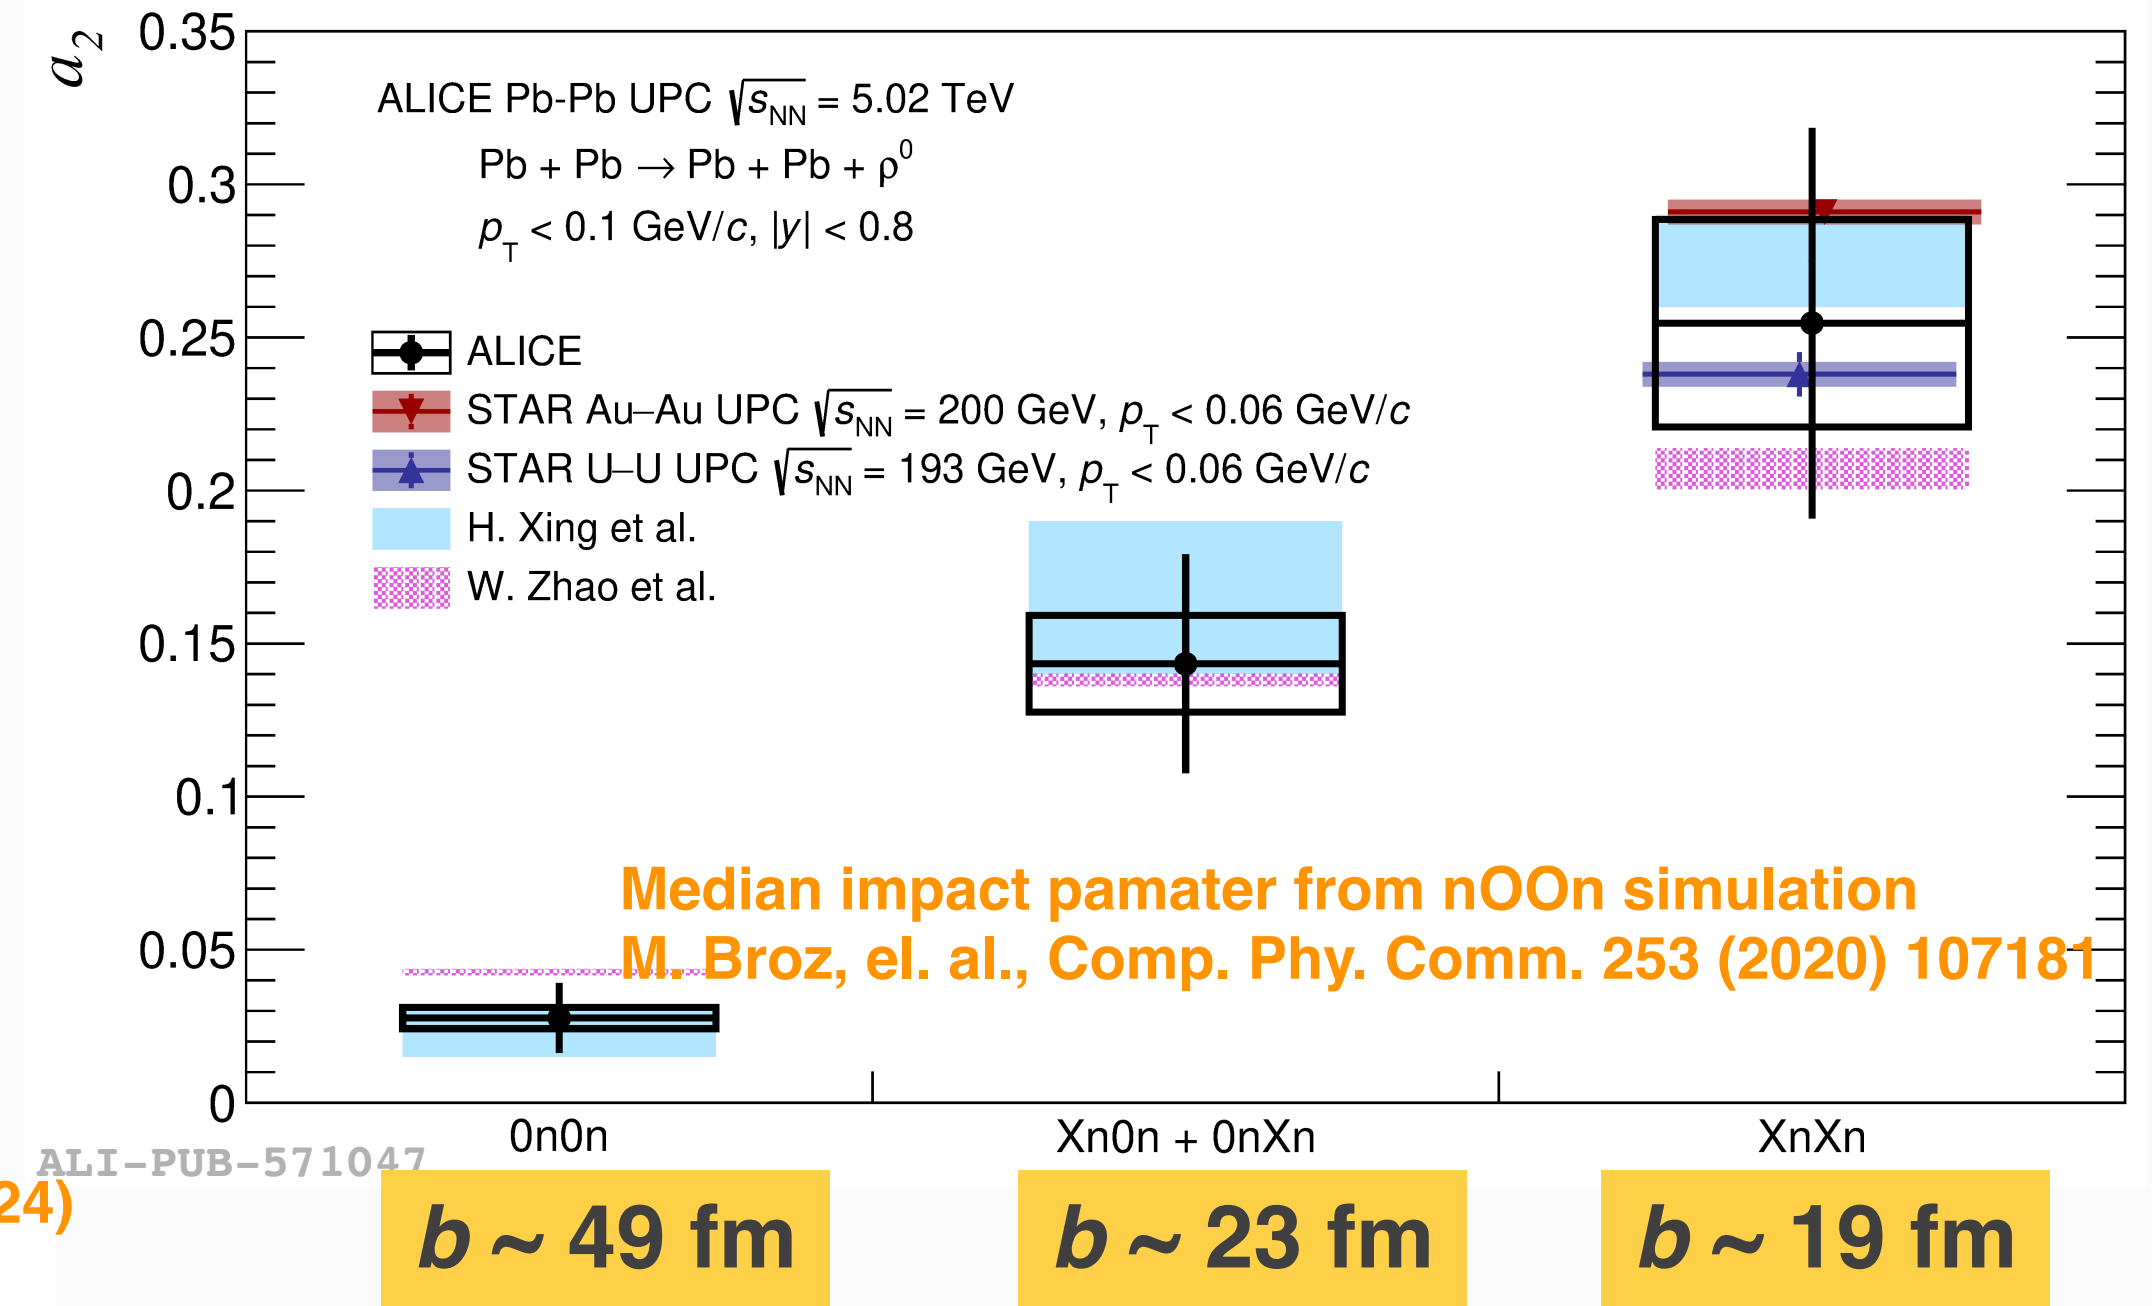 a2
0.35
0.3
0.25
0.2
0.15
0.1
0.05
0
ALICE Pb-Pb UPC √sNN = 5.02 TeV
Pb + Pb → Pb + Pb + ρ0
pT < 0.1 GeV/c, |y| < 0.8
ALICE
STAR Au–Au UPC √sNN = 200 GeV, pT < 0.06 GeV/c
STAR U–U UPC √sNN = 193 GeV, pT < 0.06 GeV/c
H. Xing et al.
W. Zhao et al.
Median impact pamater from nOOn simulation
M. Broz, el. al., Comp. Phy. Comm. 253 (2020) 107181
0n0n
Xn0n + 0nXn
XnXn
ALI-PUB-571047
24)
b ~ 49 fm
b ~ 23 fm
b ~ 19 fm